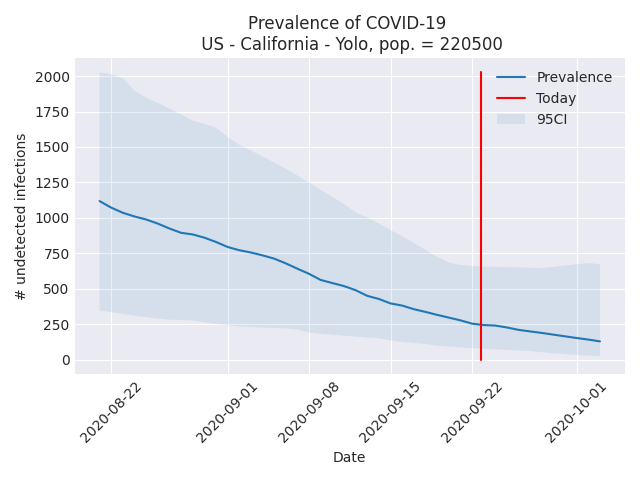 Prevalence of COVID-19
US - California - Yolo, pop. = 220500
Prevalence
Today
95CI
# undetected infections
2000
1750
1500
1250
1000
750
500
250
0
2020-08-22
2020-09-01
2020-09-08
2020-09-15
2020-09-22
2020-10-01
Date